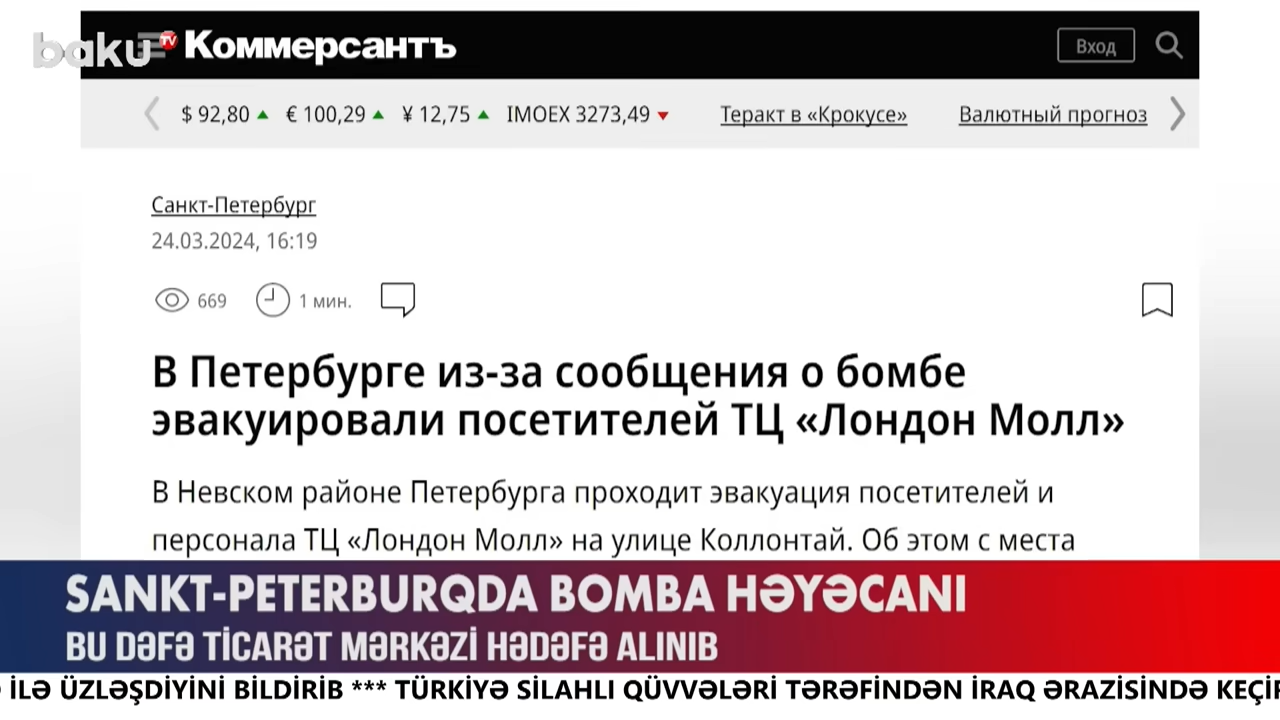 baku TV
Коммерсантъ
Вход
$ 92,80 € 100,29 ¥ 12,75 IMOEX 3273,49 Теракт в «Крокусе» Валютный прогноз
Санкт-Петербург
24.03.2024, 16:19
669 1 мин.
В Петербурге из-за сообщения о бомбе
эвакуировали посетителей ТЦ «Лондон Молл»
В Невском районе Петербурга проходит эвакуация посетителей и
персонала ТЦ «Лондон Молл» на улице Коллонтай. Об этом с места
SANKT-PETERBURQDA BOMBA HƏYƏCANI
BU DƏFƏ TİCARƏT MƏRKƏZİ HƏDƏFƏ ALINIB
İLƏ ÜZLƏŞDİYİNİ BİLDİRİB *** TÜRKİYƏ SİLAHLI QÜVVƏLƏRİ TƏRƏFİNDƏN İRAQ ƏRAZİSİNDƏ